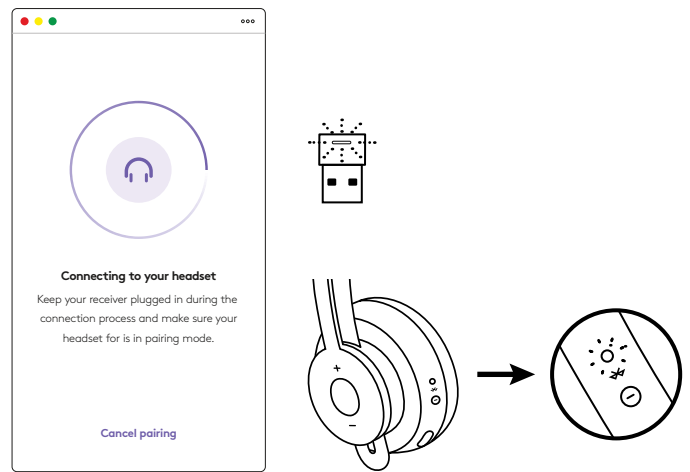 Connecting to your headset
Keep your receiver plugged in during the
connection process and make sure your
headset for is in pairing mode.
Cancel pairing
+
–